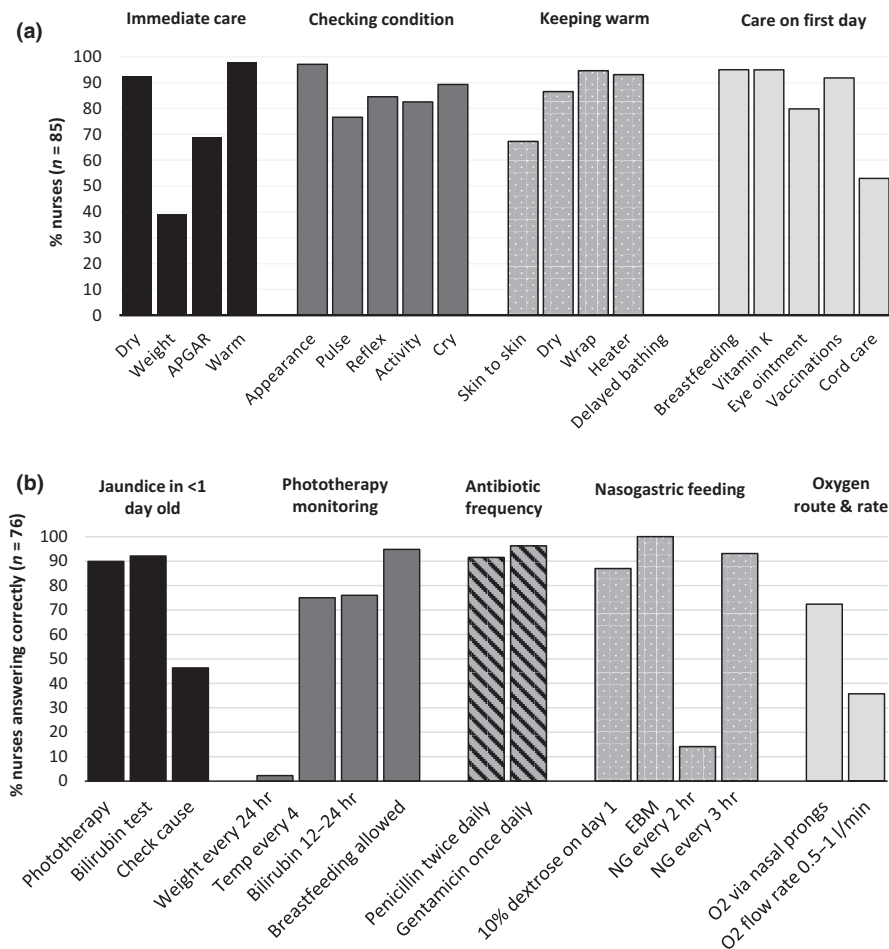 (a)
Immediate care
Checking condition
Keeping warm
Care on first day
% nurses (n = 85)
100
90
80
70
60
50
40
30
20
10
0
Dry
Weight
APGAR
Warm
Appearance
Pulse
Reflex
Activity
Cry
Skin to skin
Dry
Wrap
Heater
Delayed bathing
Breastfeeding
Vitamin K
Eye ointment
Vaccinations
Cord care
(b)
Jaundice in <1
day old
Phototherapy
monitoring
Antibiotic
frequency
Nasogastric feeding
Oxygen
route & rate
% nurses answering correctly (n = 76)
100
90
80
70
60
50
40
30
20
10
0
Phototherapy
Bilirubin test
Check cause
Weight every 24 hr
Temp every 4
Bilirubin 12–24 hr
Breastfeeding allowed
Penicillin twice daily
Gentamicin once daily
10% dextrose on day 1
EBM
NG every 2 hr
NG every 3 hr
O2 via nasal prongs
O2 flow rate 0.5–1 l/min